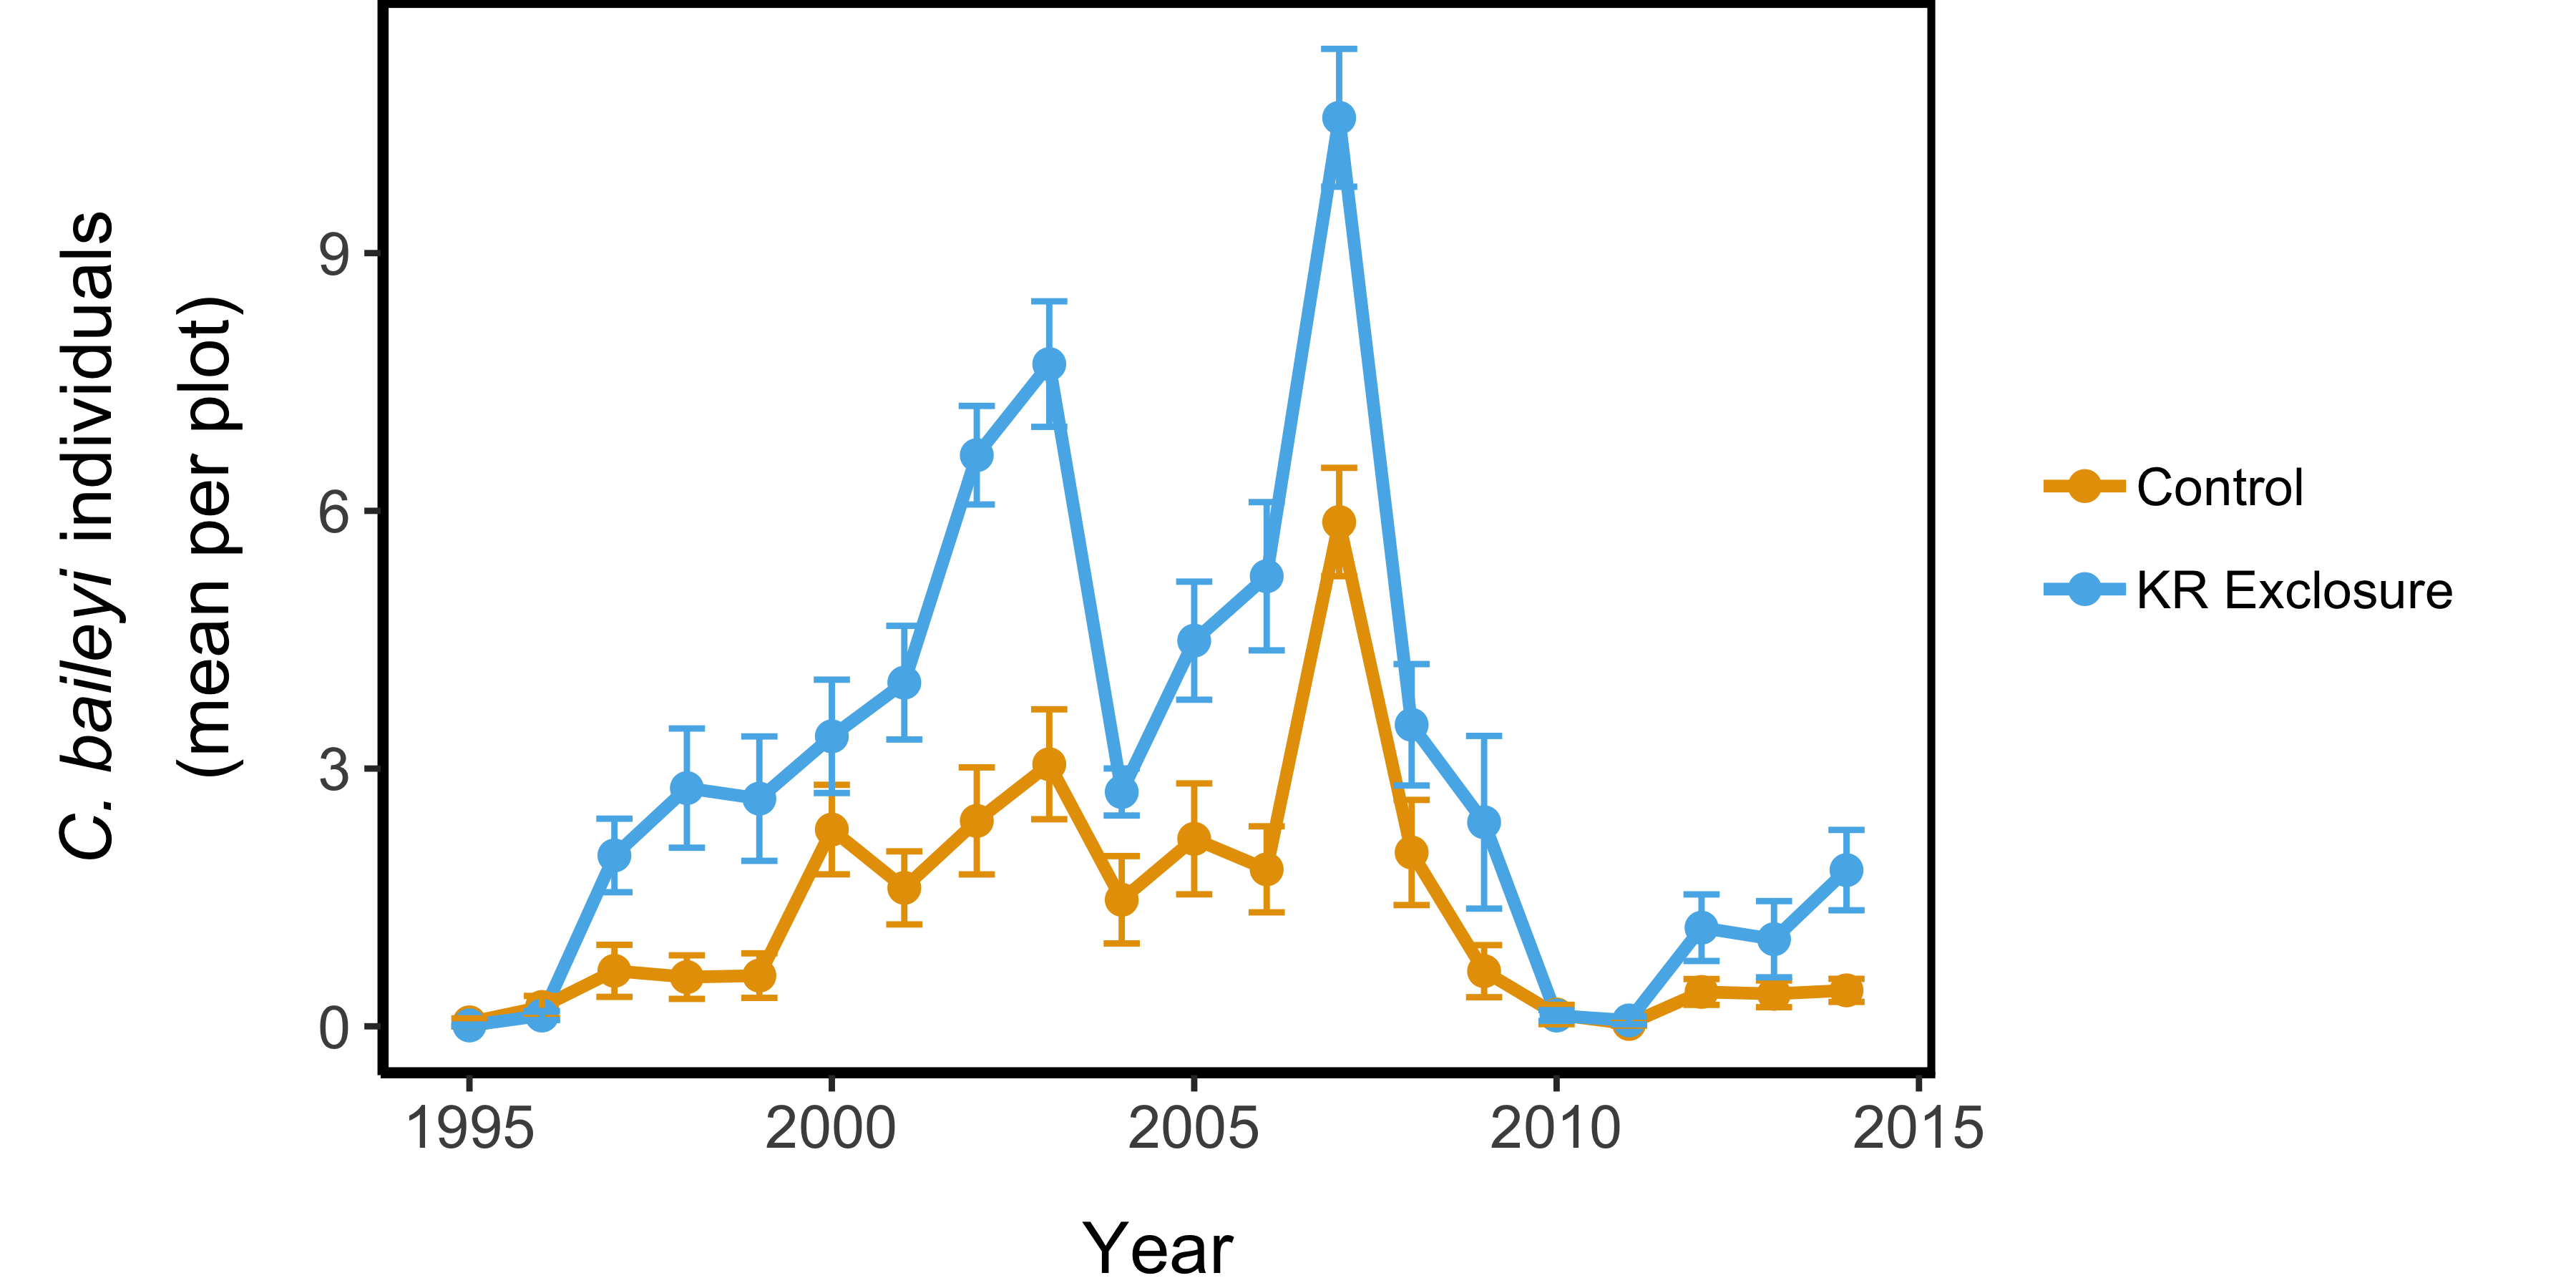 C. baileyi individuals
(mean per plot)
9
6
3
0
1995 2000 2005 2010 2015
Year
Control
KR Exclosure